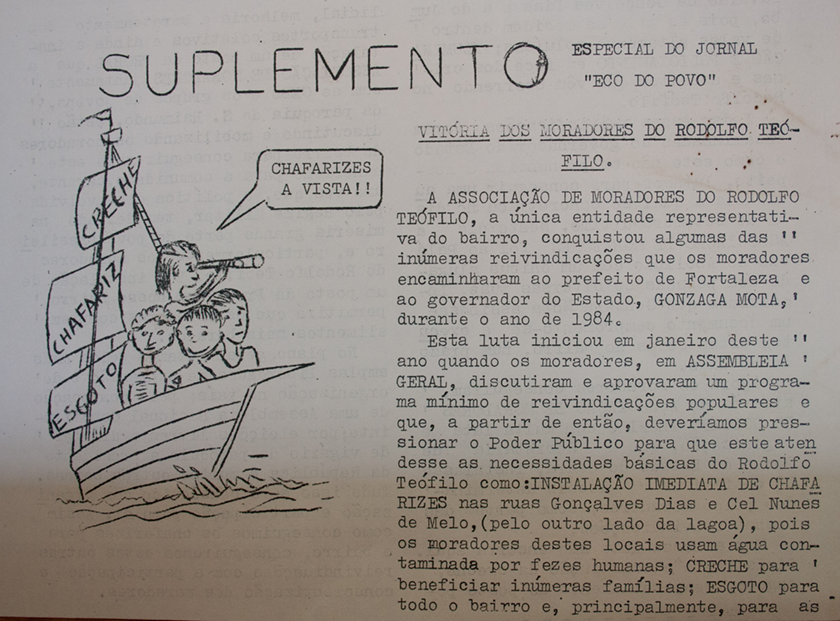 SUPLEMENTO
ESPECIAL DO JORNAL
"ECO DO POVO"
CRECHE
CHAFARIZ
ESGOTO
CHAFARIZES
A VISTA!!
VITÓRIA DOS MORADORES DO RODOLFO TEÓ-
FILO.
A ASSOCIAÇÃO DE MORADORES DO RODOLFO
TEÓFILO, a única entidade representati-
va do bairro, conquistou algumas das "
inúmeras reivindicações que os moradores
encaminharam ao prefeito de Fortaleza e
ao governador do Estado, GONZAGA MOTA, '
durante o ano de 1984.
Esta luta iniciou em janeiro deste "
ano quando os moradores, em ASSEMBLEIA '
GERAL, discutiram e aprovaram um progra-
ma mínimo de reivindicações populares e
que, a partir de então, deveríamos pres-
sionar o Poder Público para que este aten
desse as necessidades básicas do Rodolfo
Teófilo como:INSTALAÇÃO IMEDIATA DE CHAFA
RIZES nas ruas Gonçalves Dias e Cel Nunes
de Melo,(pelo outro lado da lagoa), pois
os moradores destes locais usam água con-
taminada por fezes humanas; CRECHE para '
beneficiar inúmeras famílias; ESGOTO para
todo o bairro e, principalmente, para as